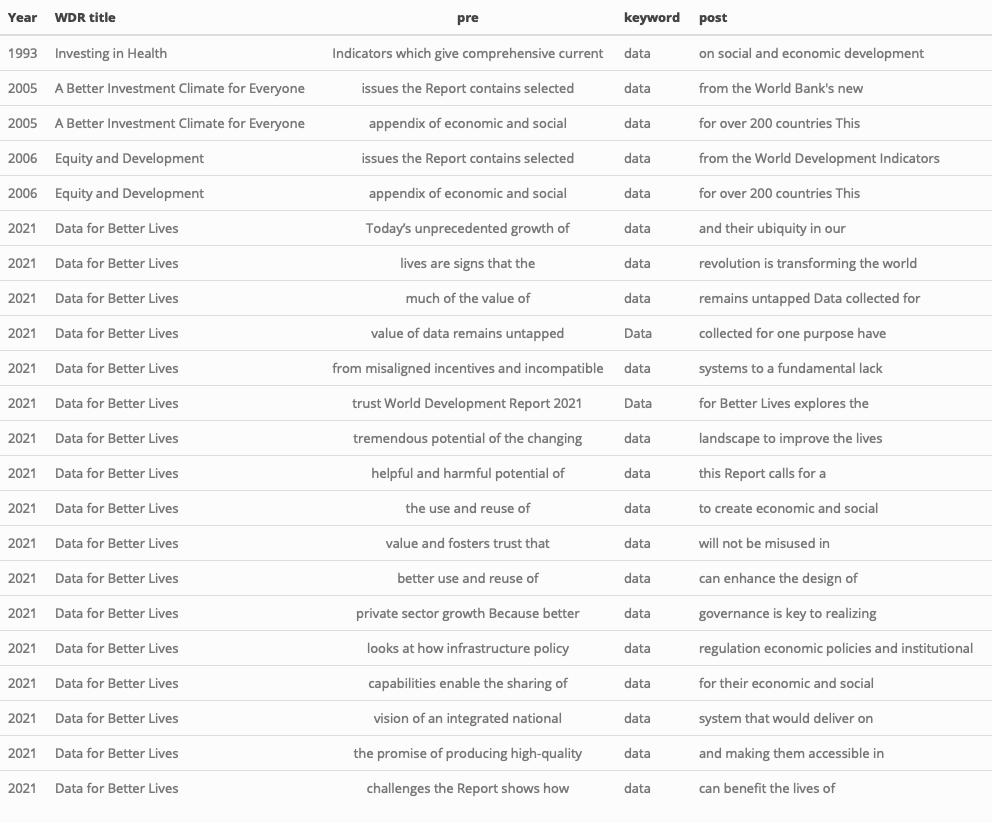 Year WDR title pre keyword post
1993 Investing in Health Indicators which give comprehensive current data on social and economic development
2005 A Better Investment Climate for Everyone issues the Report contains selected data from the World Bank's new
2005 A Better Investment Climate for Everyone appendix of economic and social data for over 200 countries This
2006 Equity and Development issues the Report contains selected data from the World Development Indicators
2006 Equity and Development appendix of economic and social data for over 200 countries This
2021 Data for Better Lives Today’s unprecedented growth of data and their ubiquity in our
2021 Data for Better Lives lives are signs that the data revolution is transforming the world
2021 Data for Better Lives much of the value of data remains untapped Data collected for
2021 Data for Better Lives value of data remains untapped Data collected for one purpose have
2021 Data for Better Lives from misaligned incentives and incompatible data systems to a fundamental lack
2021 Data for Better Lives trust World Development Report 2021 Data for Better Lives explores the
2021 Data for Better Lives tremendous potential of the changing data landscape to improve the lives
2021 Data for Better Lives helpful and harmful potential of data this Report calls for a
2021 Data for Better Lives the use and reuse of data to create economic and social
2021 Data for Better Lives value and fosters trust that data will not be misused in
2021 Data for Better Lives better use and reuse of data can enhance the design of
2021 Data for Better Lives private sector growth Because better data governance is key to realizing
2021 Data for Better Lives looks at how infrastructure policy data regulation economic policies and institutional
2021 Data for Better Lives capabilities enable the sharing of data for their economic and social
2021 Data for Better Lives vision of an integrated national data system that would deliver on
2021 Data for Better Lives the promise of producing high-quality data and making them accessible in
2021 Data for Better Lives challenges the Report shows how data can benefit the lives of